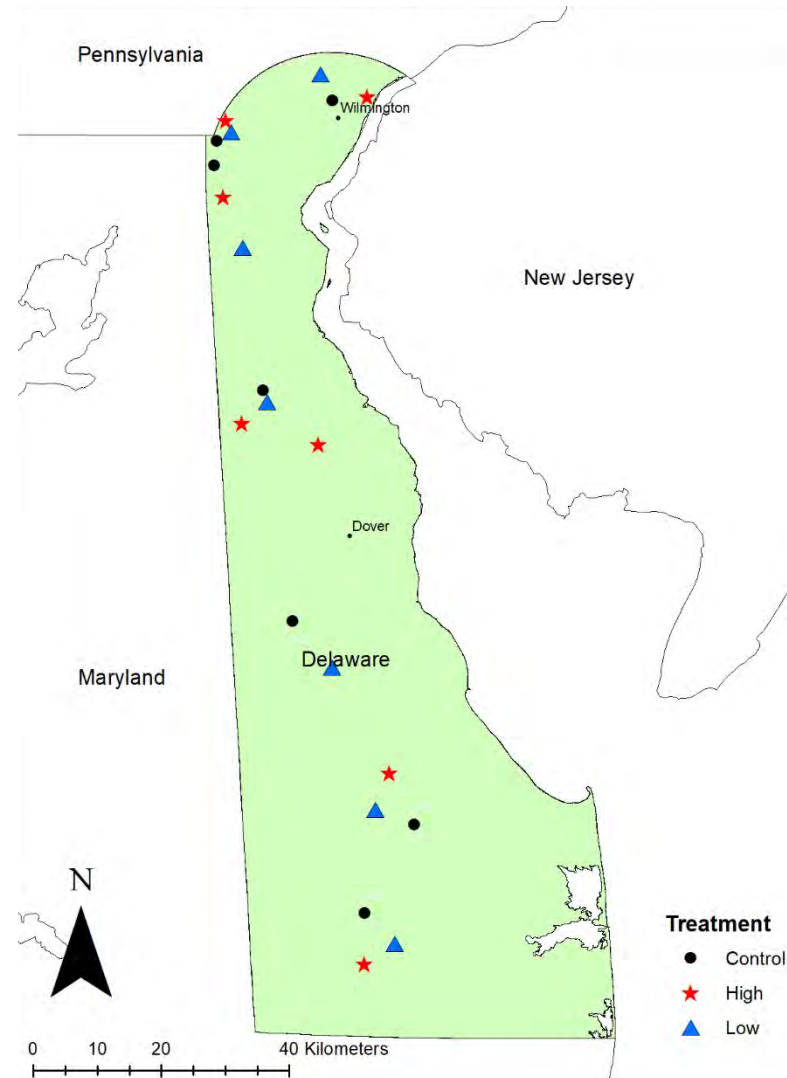 Pennsylvania
Wilmington
New Jersey
Dover
Delaware
Maryland
N
Treatment
Control
High
Low
0 10 20 40 Kilometers